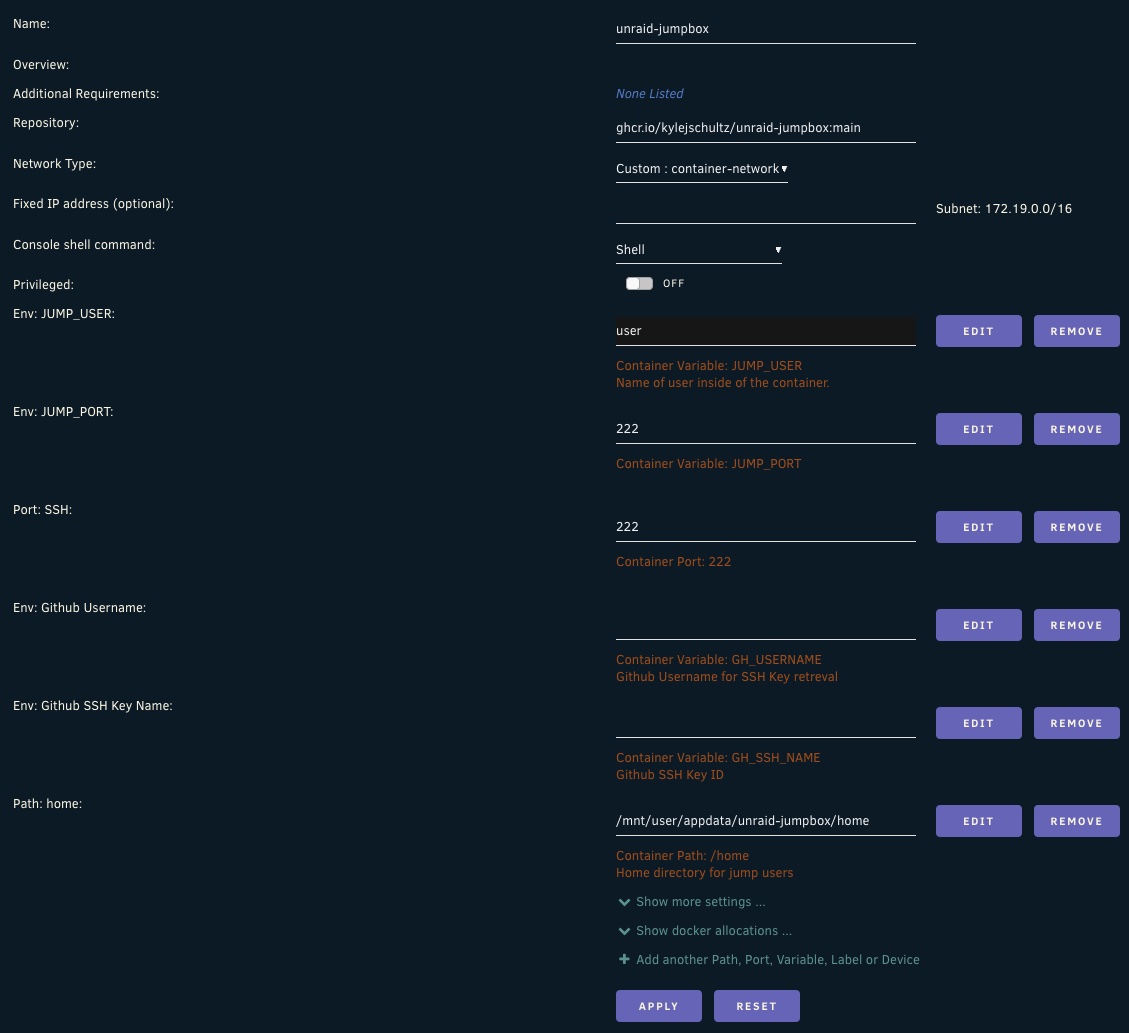 Name:
unraid-jumpbox
Overview:
Additional Requirements:
None Listed
Repository:
ghcr.io/kylejschultz/unraid-jumpbox:main
Network Type:
Custom : container-network
Fixed IP address (optional):
Subnet: 172.19.0.0/16
Console shell command:
Shell
Privileged:
OFF
Env: JUMP_USER:
user
EDIT
REMOVE
Container Variable: JUMP_USER
Name of user inside of the container.
Env: JUMP_PORT:
222
EDIT
REMOVE
Container Variable: JUMP_PORT
Port: SSH:
222
EDIT
REMOVE
Container Port: 222
Env: Github Username:
EDIT
REMOVE
Container Variable: GH_USERNAME
Github Username for SSH Key retreval
Env: Github SSH Key Name:
EDIT
REMOVE
Container Variable: GH_SSH_NAME
Github SSH Key ID
Path: home:
/mnt/user/appdata/unraid-jumpbox/home
EDIT
REMOVE
Container Path: /home
Home directory for jump users
Show more settings ...
Show docker allocations ...
Add another Path, Port, Variable, Label or Device
APPLY
RESET